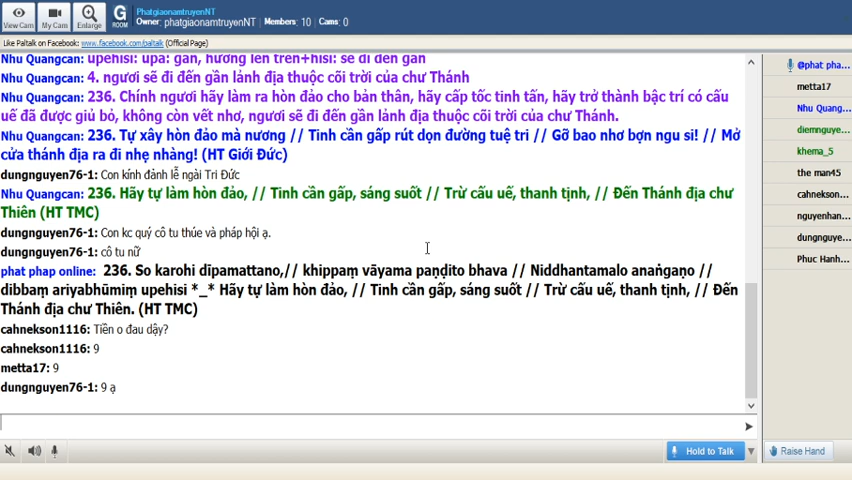 PhatgiaonamtruyenNT
Owner: phatgiaonamtruyenNT Members: 10 Cams: 0
View Cam My Cam Enlarge G ROOM
Like Paltalk on Facebook: www.facebook.com/paltalk (Official Page)
Nhu Quangcan: upehisi: upa: gần, hướng lên trên+hisi: sẽ đi đến gần
Nhu Quangcan: 4. ngươi sẽ đi đến gần lảnh địa thuộc cõi trời của chư Thánh
Nhu Quangcan: 236. Chính ngươi hãy làm ra hòn đảo cho bản thân, hãy cấp tốc tinh tấn, hãy trở thành bậc trí có cấu
uế đã được giủ bỏ, không còn vết nhơ, ngươi sẽ đi đến gần lảnh địa thuộc cõi trời của chư Thánh.
Nhu Quangcan: 236. Tự xây hòn đảo mà nương // Tinh cần gấp rút dọn đường tuệ tri // Gỡ bao nhơ bợn ngu si! // Mở
cửa thánh địa ra đi nhẹ nhàng! (HT Giới Đức)
dungnguyen76-1: Con kính đảnh lễ ngài Tri Đức
Nhu Quangcan: 236. Hãy tự làm hòn đảo, // Tinh cần gấp, sáng suốt // Trừ cấu uế, thanh tịnh, // Đến Thánh địa chư
Thiên (HT TMC)
dungnguyen76-1: Con kc quý cô tu thúe và pháp hội ạ.
dungnguyen76-1: cô tu nữ
phat phap online: 236. So karohi dīpamattano,// khippaṃ vāyama paṇḍito bhava // Niddhantamalo anaṅgaṇo //
dibbaṃ ariyabhūmiṃ upehisi *_* Hãy tự làm hòn đảo, // Tinh cần gấp, sáng suốt // Trừ cấu uế, thanh tịnh, // Đến
Thánh địa chư Thiên. (HT TMC)
cahnekson1116: Tiền o đau dậy?
cahnekson1116: 9
metta17: 9
dungnguyen76-1: 9 ạ
@phat pha...
metta17
Nhu Quang...
diemnguye...
khema_5
the man45
cahnekson...
nguyenhan...
dungnguye...
Phuc Hanh...
Hold to Talk
Raise Hand